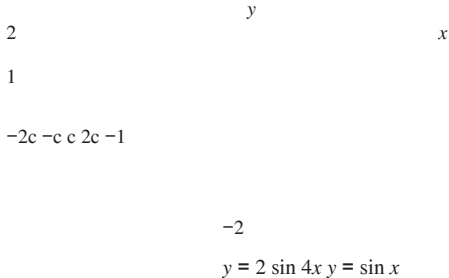 y
2 x
1
−2c −c c 2c −1
−2
y = 2 sin 4x y = sin x